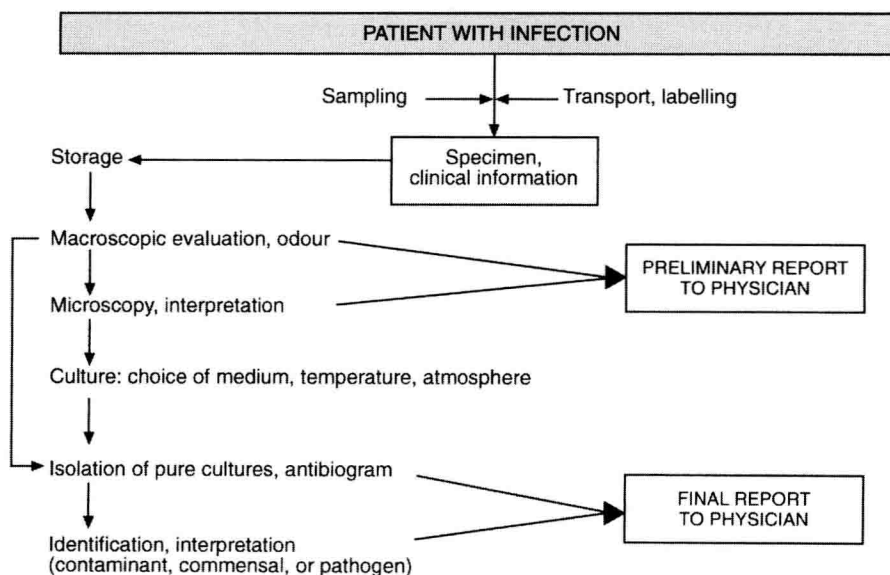 PATIENT WITH INFECTION
Sampling
Transport, labelling
Storage
Specimen,
clinical information
Macroscopic evaluation, odour
PRELIMINARY REPORT
TO PHYSICIAN
Microscopy, interpretation
Culture: choice of medium, temperature, atmosphere
Isolation of pure cultures, antibiogram
FINAL REPORT
TO PHYSICIAN
Identification, interpretation
(contaminant, commensal, or pathogen)